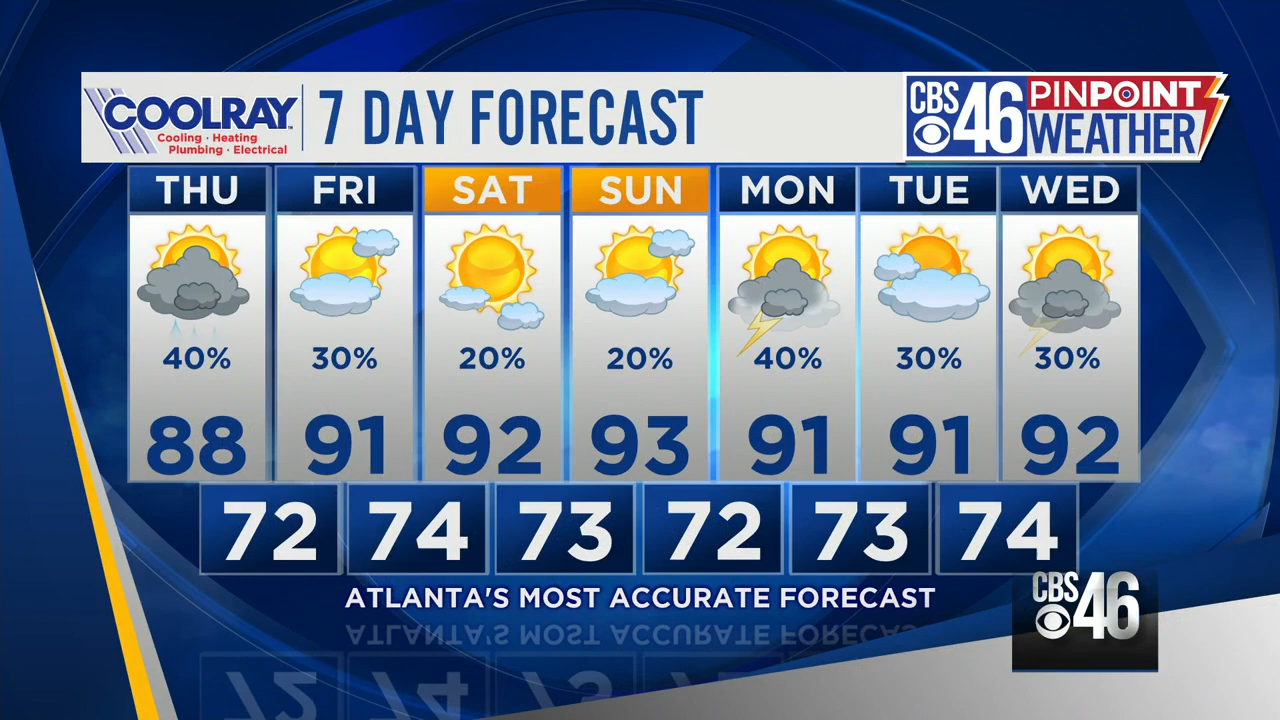 COOLRAY
Cooling · Heating
Plumbing · Electrical
7 DAY FORECAST
CBS 46 PINPOINT WEATHER
THU FRI SAT SUN MON TUE WED
40% 30% 20% 20% 40% 30% 30%
88 91 92 93 91 91 92
72 74 73 72 73 74
ATLANTA'S MOST ACCURATE FORECAST
CBS 46